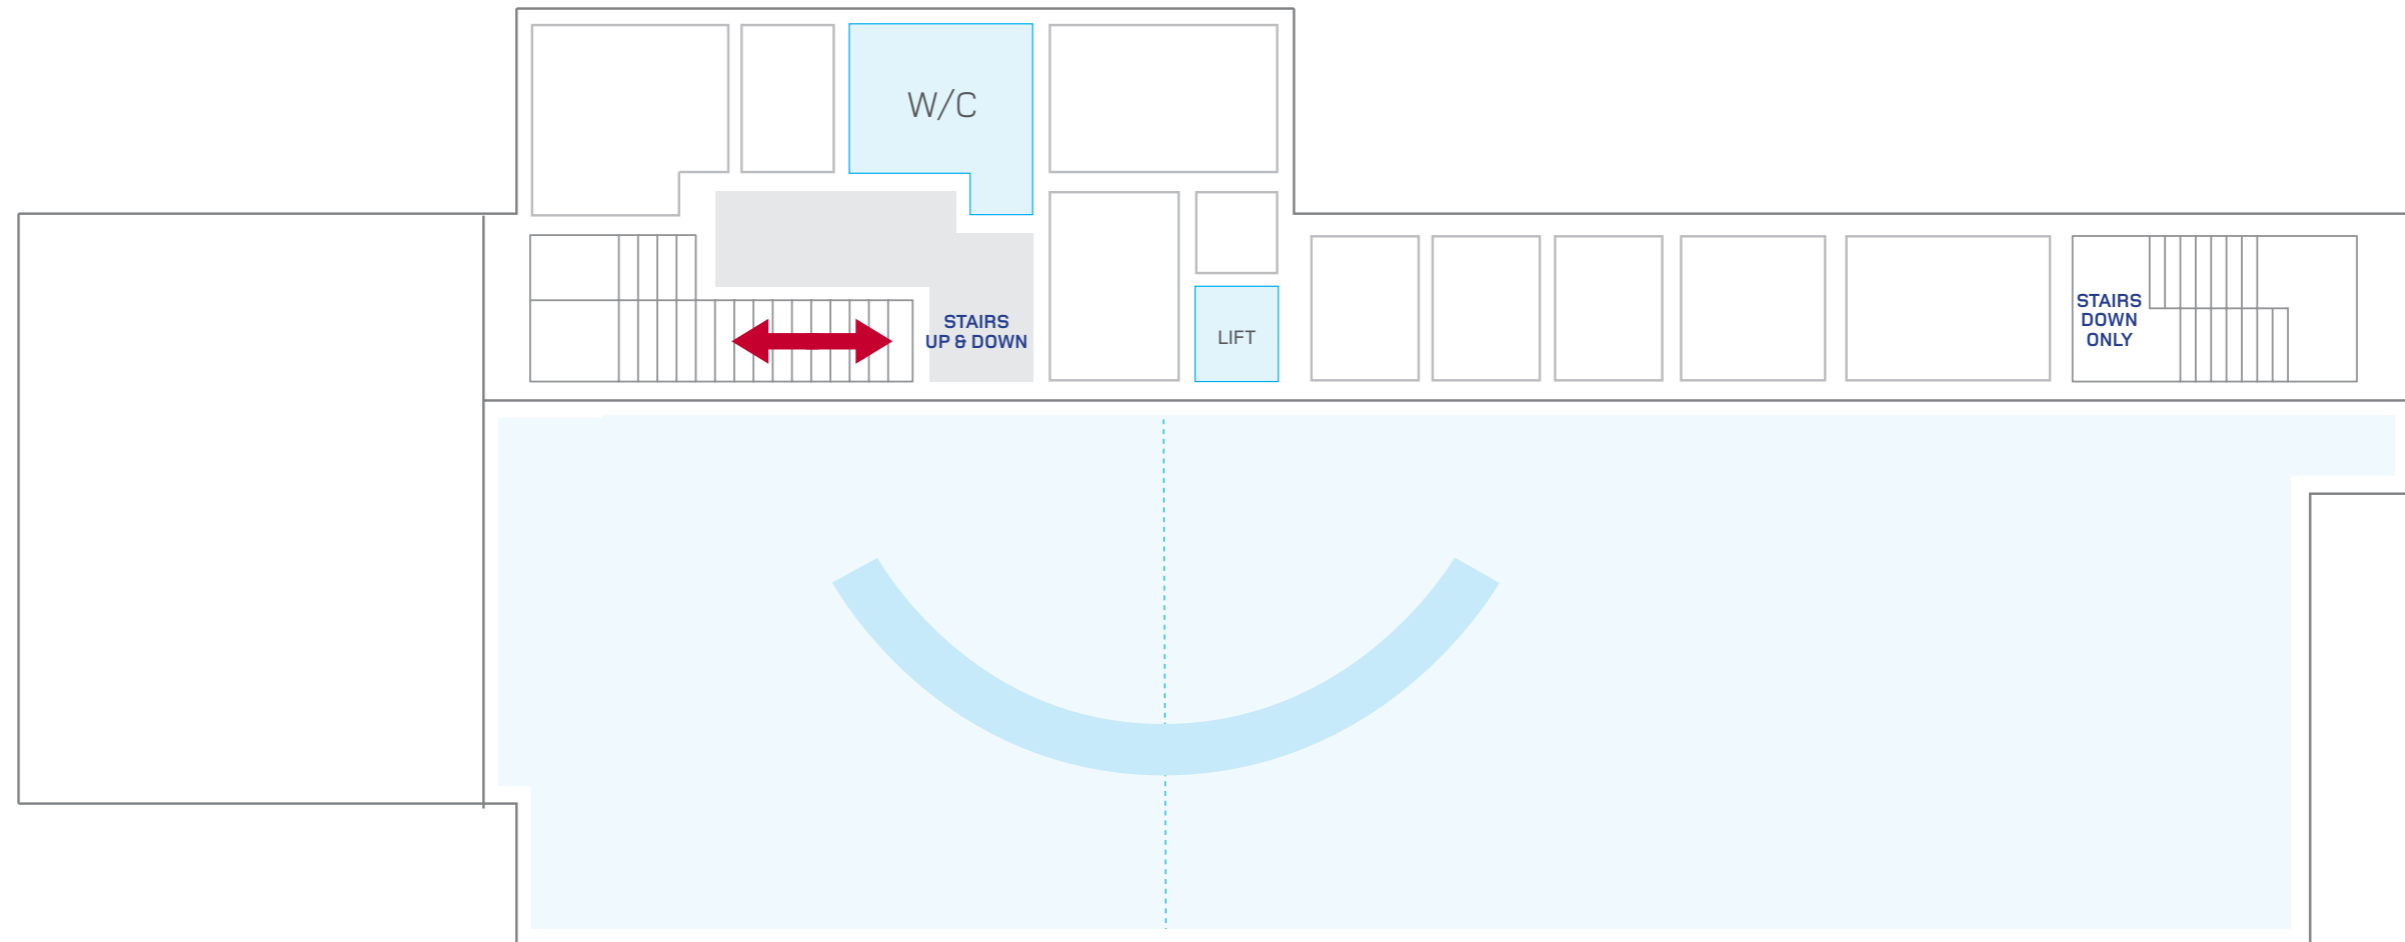 W/C
STAIRS
UP & DOWN
LIFT
STAIRS
DOWN
ONLY